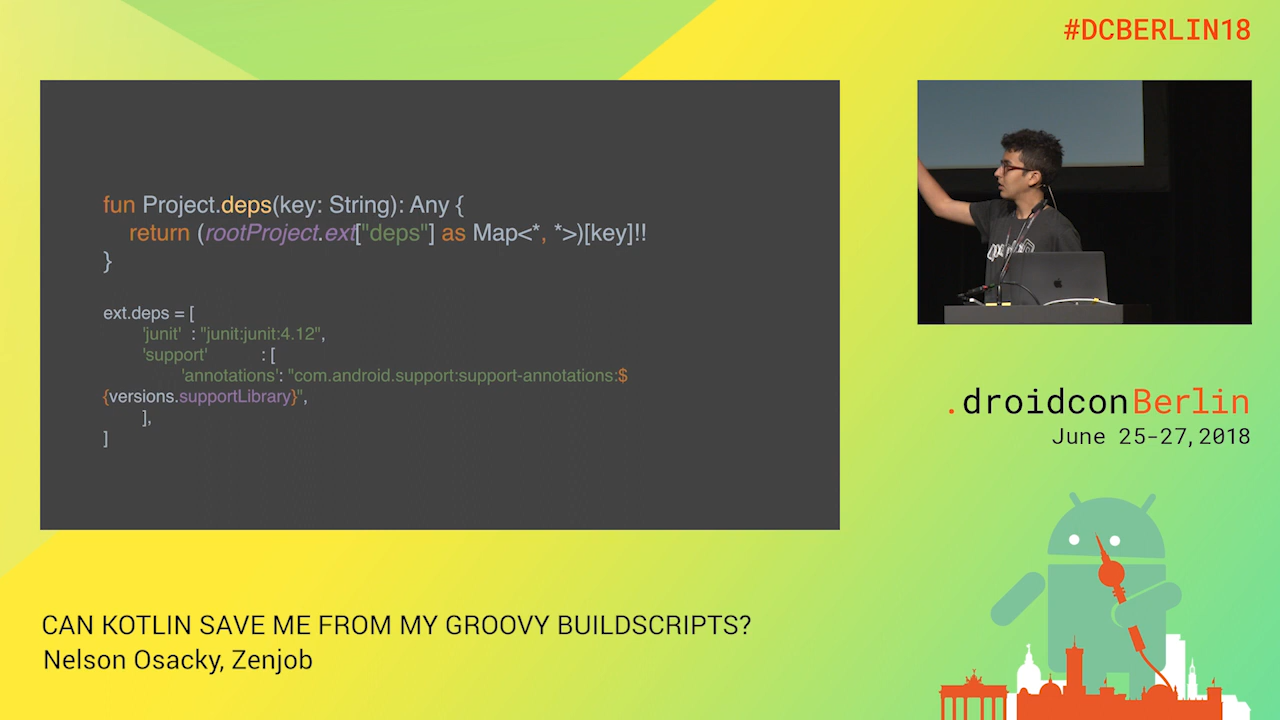 #DCBERLIN18
fun Project.deps(key: String): Any {
return (rootProject.ext["deps"] as Map<*, *>)[key]!!
}
ext.deps = [
'junit' : "junit:junit:4.12",
'support' : [
'annotations': "com.android.support:support-annotations:$
{versions.supportLibrary}",
],
]
.droidconBerlin
June 25-27,2018
CAN KOTLIN SAVE ME FROM MY GROOVY BUILDSCRIPTS?
Nelson Osacky, Zenjob